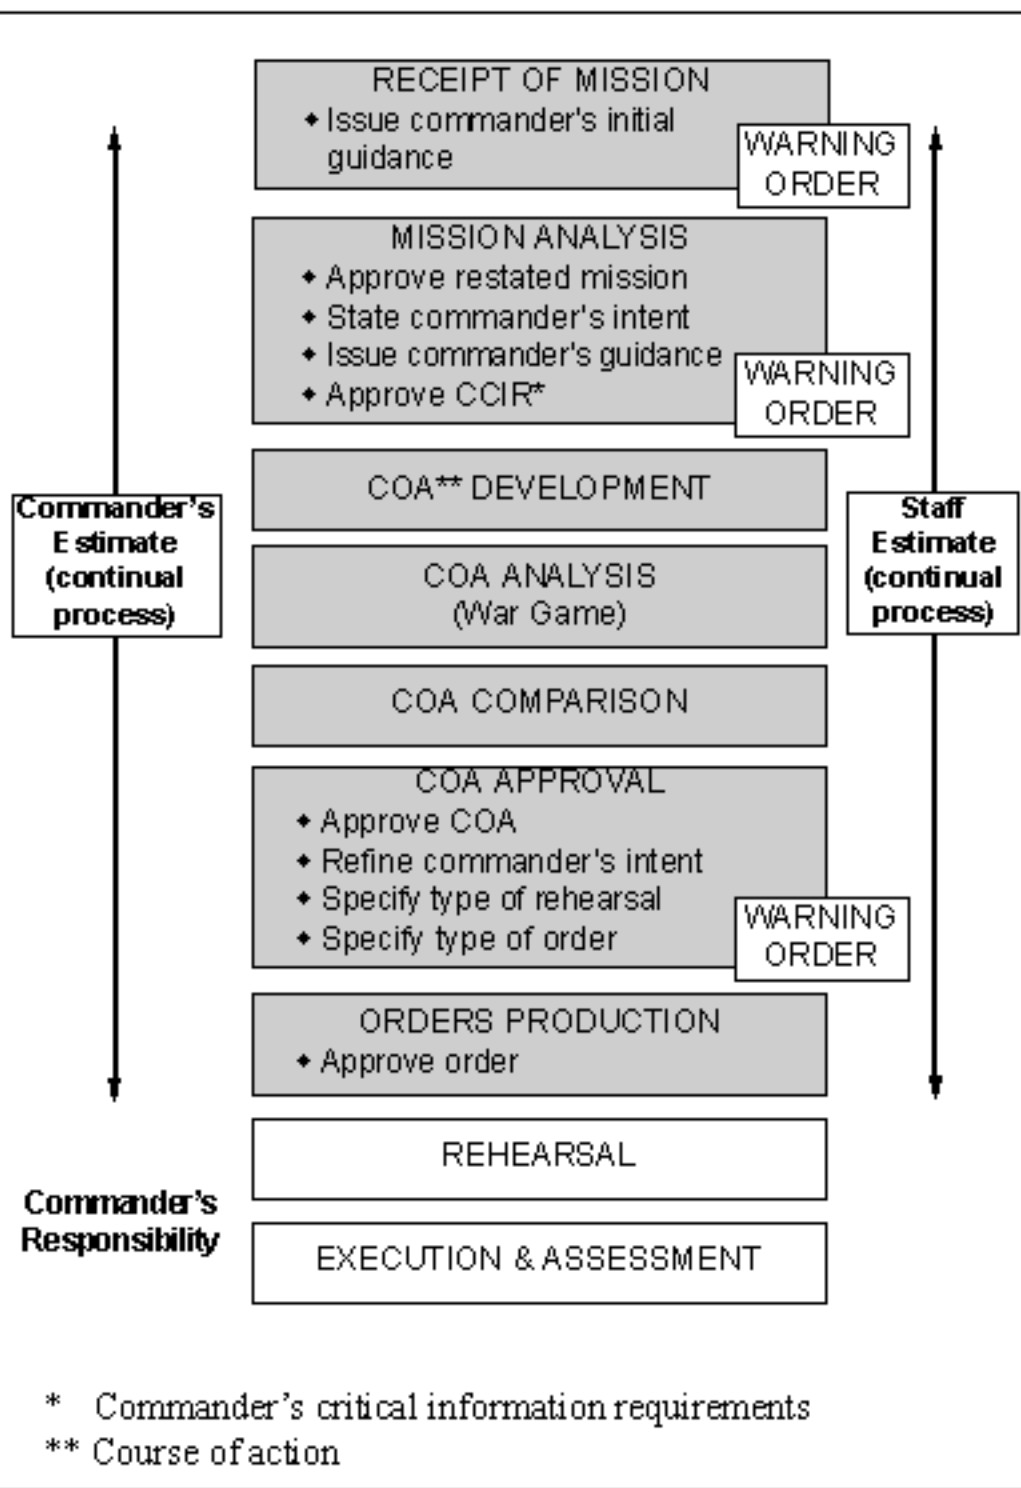 RECEIPT OF MISSION
◆ Issue commander's initial
guidance
WARNING
ORDER
MISSION ANALYSIS
◆ Approve restated mission
◆ State commander's intent
◆ Issue commander's guidance
◆ Approve CCIR*
WARNING
ORDER
COA** DEVELOPMENT
Commander's
Estimate
(continual
process)
Staff
Estimate
(continual
process)
COA ANALYSIS
(War Game)
COA COMPARISON
COA APPROVAL
◆ Approve COA
◆ Refine commander's intent
◆ Specify type of rehearsal
◆ Specify type of order
WARNING
ORDER
ORDERS PRODUCTION
◆ Approve order
REHEARSAL
Commander's
Responsibility
EXECUTION & ASSESSMENT
* Commander's critical information requirements
** Course of action